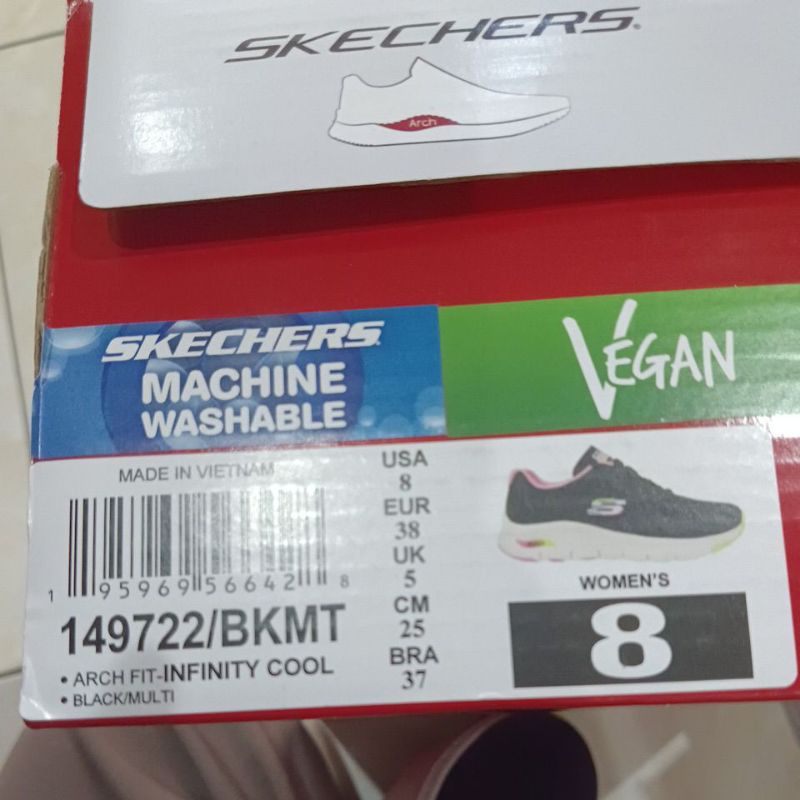 SKECHERS.
Arch
SKECHERS.
MACHINE
WASHABLE
VEGAN
MADE IN VIETNAM
1 95969 56642 8
149722/BKMT
• ARCH FIT-INFINITY COOL
• BLACK/MULTI
USA
8
EUR
38
UK
5
CM
25
BRA
37
WOMEN'S
8